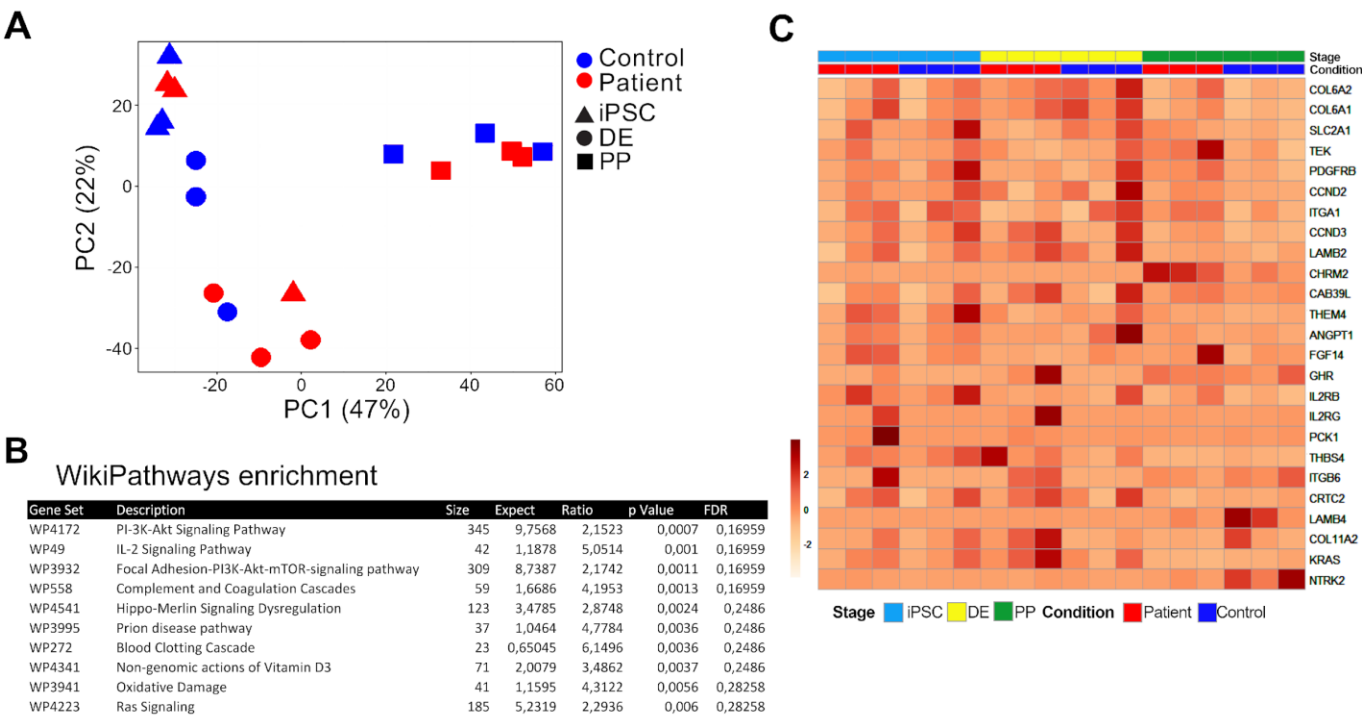 A
PC2 (22%)
20
0
-20
-40
-20
0
20
40
60
PC1 (47%)
Control
Patient
iPSC
DE
PP
B
WikiPathways enrichment
Gene Set Description Size Expect Ratio p Value FDR
WP4172 PI-3K-Akt Signaling Pathway 345 9,7568 2,1523 0,0007 0,16959
WP49 IL-2 Signaling Pathway 42 1,1878 5,0514 0,001 0,16959
WP3932 Focal Adhesion-PI3K-Akt-mTOR-signaling pathway 309 8,7387 2,1742 0,0011 0,16959
WP558 Complement and Coagulation Cascades 59 1,6686 4,1953 0,0013 0,16959
WP4541 Hippo-Merlin Signaling Dysregulation 123 3,4785 2,8748 0,0024 0,2486
WP3995 Prion disease pathway 37 1,0464 4,7784 0,0036 0,2486
WP272 Blood Clotting Cascade 23 0,65045 6,1496 0,0036 0,2486
WP4341 Non-genomic actions of Vitamin D3 71 2,0079 3,4862 0,0037 0,2486
WP3941 Oxidative Damage 41 1,1595 4,3122 0,0056 0,28258
WP4223 Ras Signaling 185 5,2319 2,2936 0,006 0,28258
C
Stage
Condition
COL6A2
COL6A1
SLC2A1
TEK
PDGFRB
CCND2
ITGA1
CCND3
LAMB2
CHRM2
CAB39L
THEM4
ANGPT1
FGF14
GHR
IL2RB
IL2RG
PCK1
THBS4
ITGB6
CRTC2
LAMB4
COL11A2
KRAS
NTRK2
2
0
-2
Stage iPSC DE PP Condition Patient Control